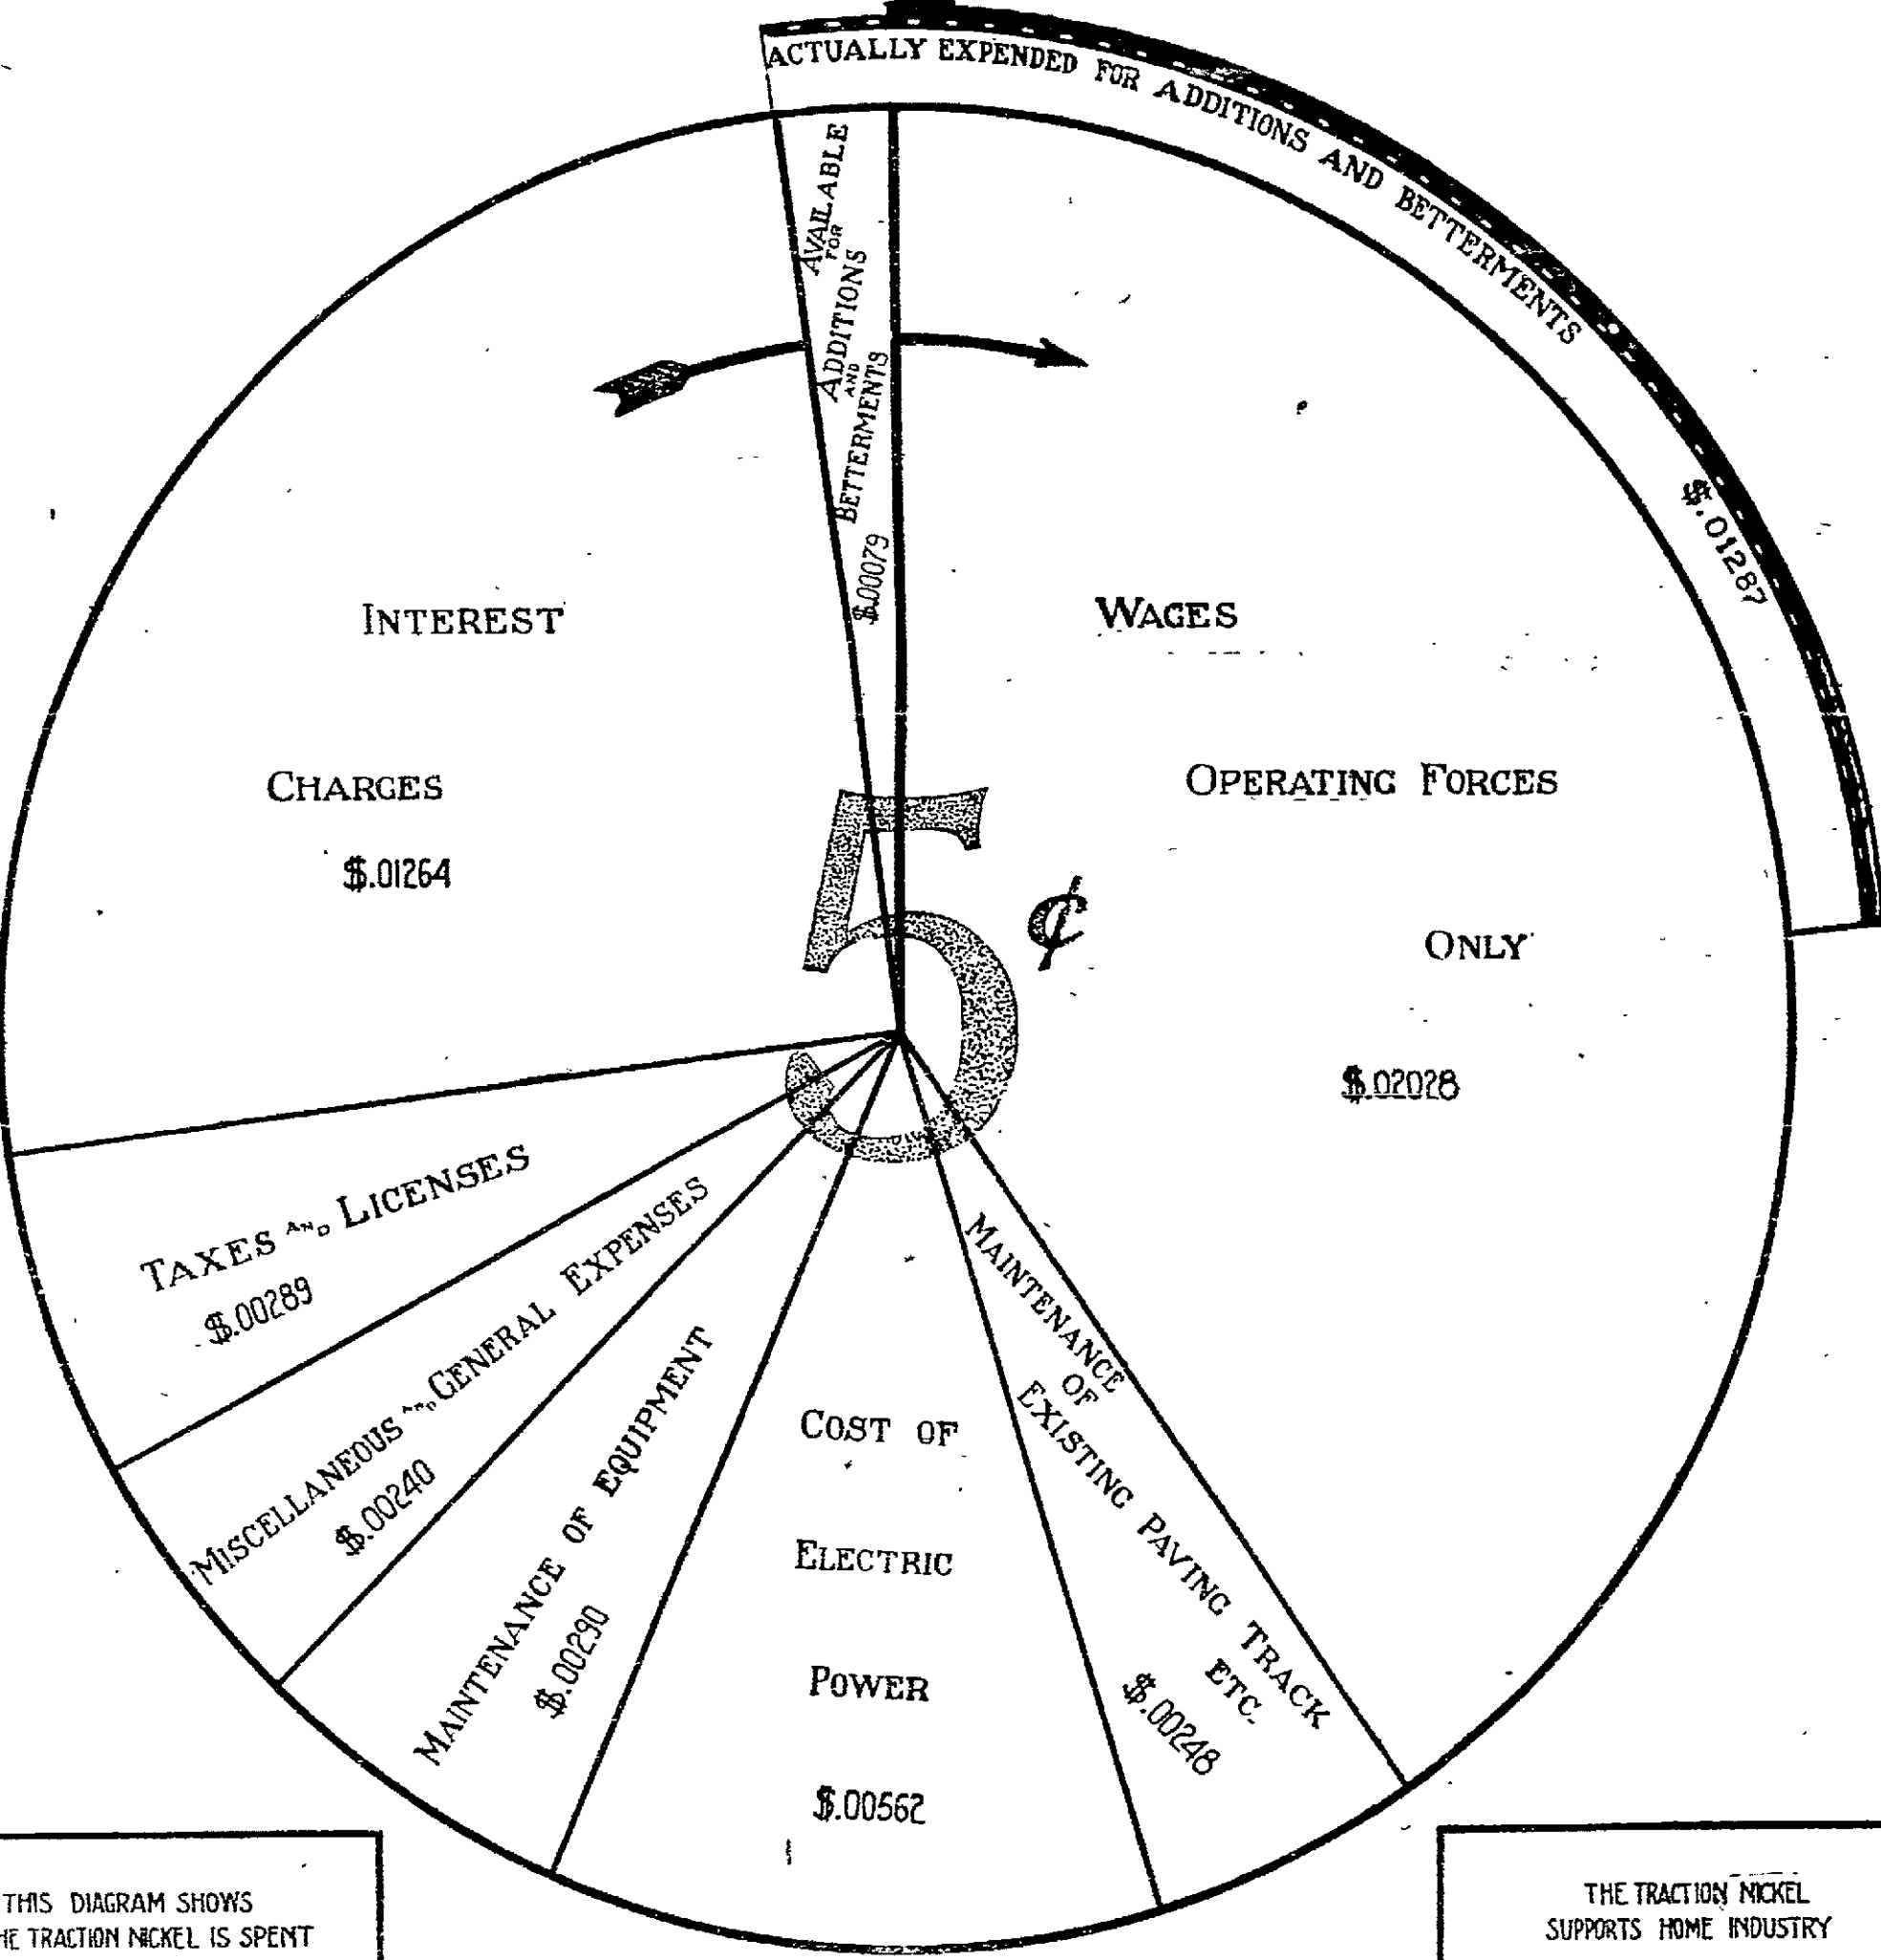 ACTUALLY EXPENDED FOR ADDITIONS AND BETTERMENTS
$.01287
AVAILABLE
FOR
ADDITIONS
AND
BETTERMENTS
$.00079
WAGES
OPERATING FORCES
ONLY
$.02028
INTEREST
CHARGES
$.01264
5
¢
TAXES AND LICENSES
$.00289
MISCELLANEOUS AND GENERAL EXPENSES
$.00240
MAINTENANCE OF EQUIPMENT
$.00290
COST OF
ELECTRIC
POWER
$.00562
MAINTENANCE
OF
EXISTING PAVING TRACK
ETC.
$.00248
THIS DIAGRAM SHOWS
HE TRACTION NICKEL IS SPENT
THE TRACTION NICKEL
SUPPORTS HOME INDUSTRY